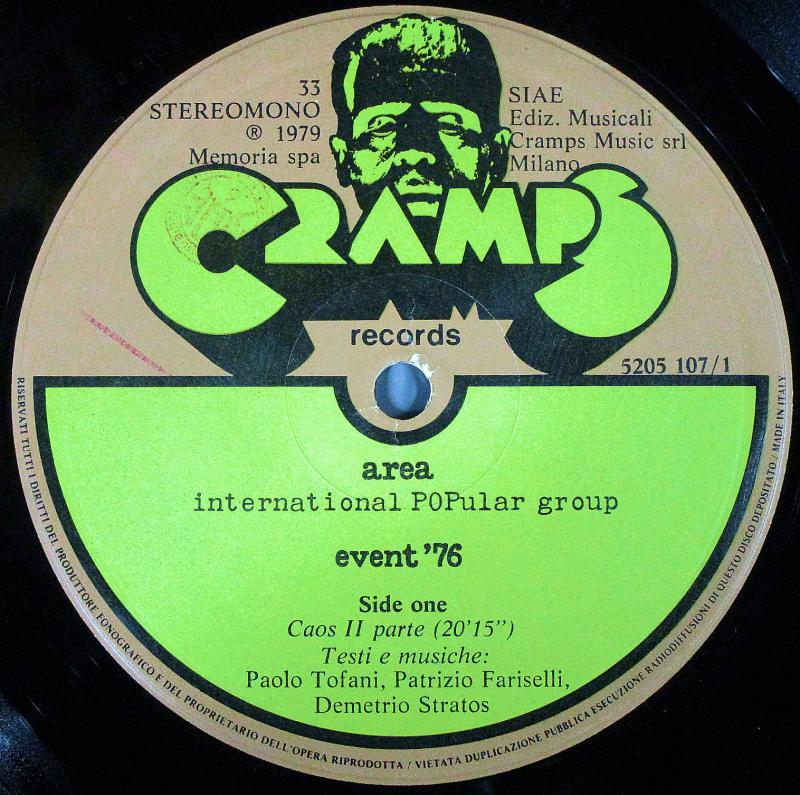 33
STEREOMONO
℗ 1979
Memoria spa
SIAE
Ediz. Musicali
Cramps Music srl
Milano
CRAMPS
records
5205 107/1
area
international POPular group
event '76
Side one
Caos II parte (20'15")
Testi e musiche:
Paolo Tofani, Patrizio Fariselli,
Demetrio Stratos
RISERVATI TUTTI I DIRITTI DEL PRODUTTORE FONOGRAFICO E DEL PROPRIETARIO DELL'OPERA RIPRODOTTA / VIETATA DUPLICAZIONE PUBBLICA ESECUZIONE RADIODIFFUSIONI DI QUESTO DISCO DEPOSITATO / MADE IN ITALY